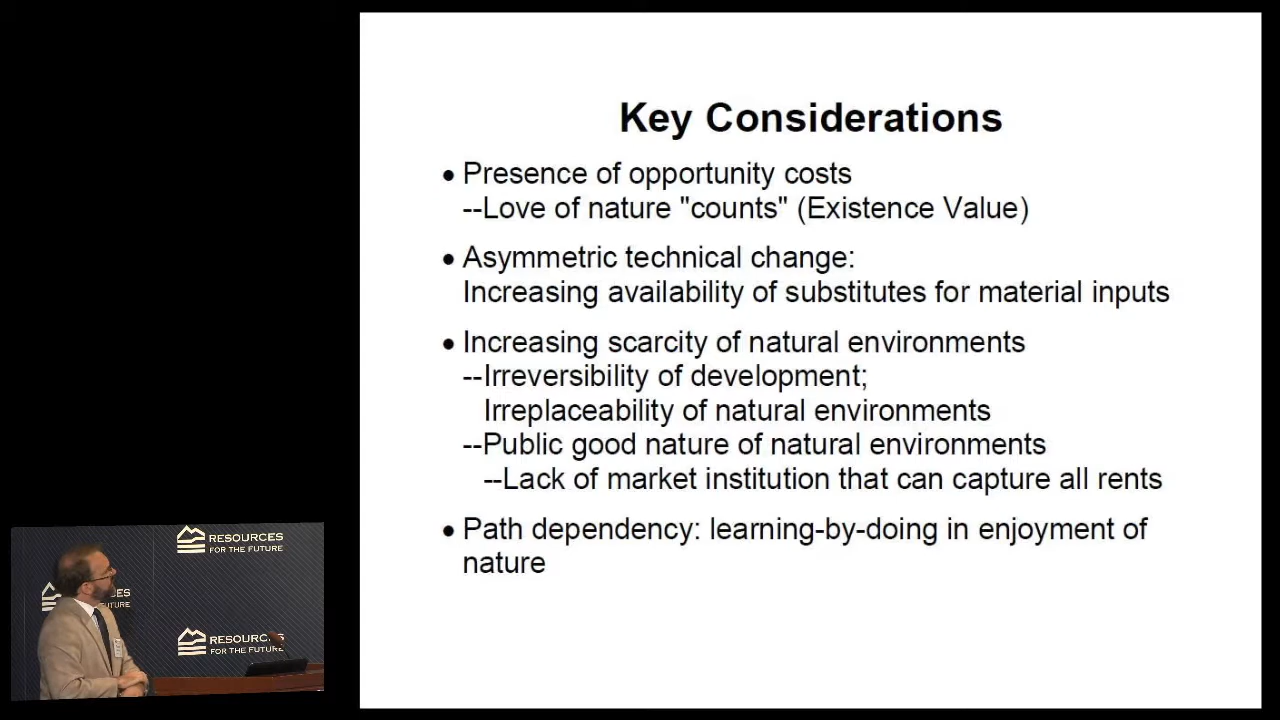 Key Considerations
• Presence of opportunity costs
--Love of nature "counts" (Existence Value)
• Asymmetric technical change:
Increasing availability of substitutes for material inputs
• Increasing scarcity of natural environments
--Irreversibility of development;
Irreplaceability of natural environments
--Public good nature of natural environments
--Lack of market institution that can capture all rents
• Path dependency: learning-by-doing in enjoyment of
nature
RESOURCES
FOR THE FUTURE
RESOURCES
FOR THE FUTURE